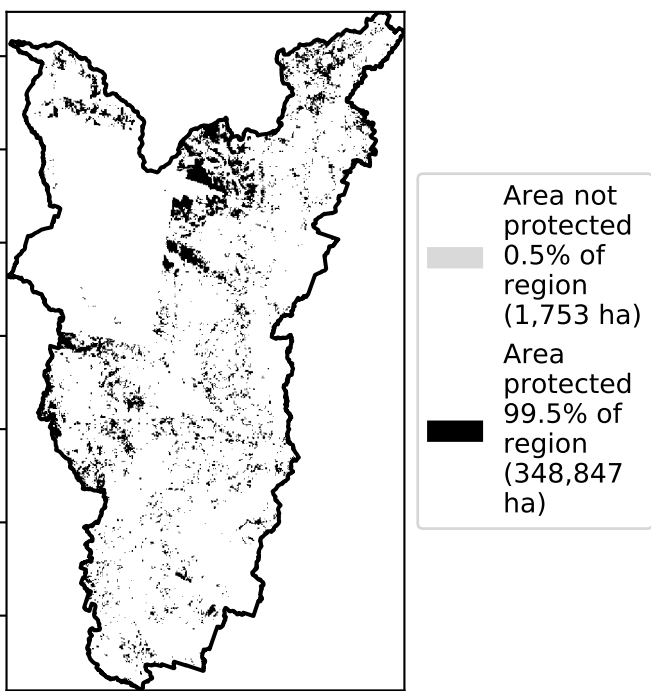 Area not
protected
0.5% of
region
(1,753 ha)
Area
protected
99.5% of
region
(348,847
ha)